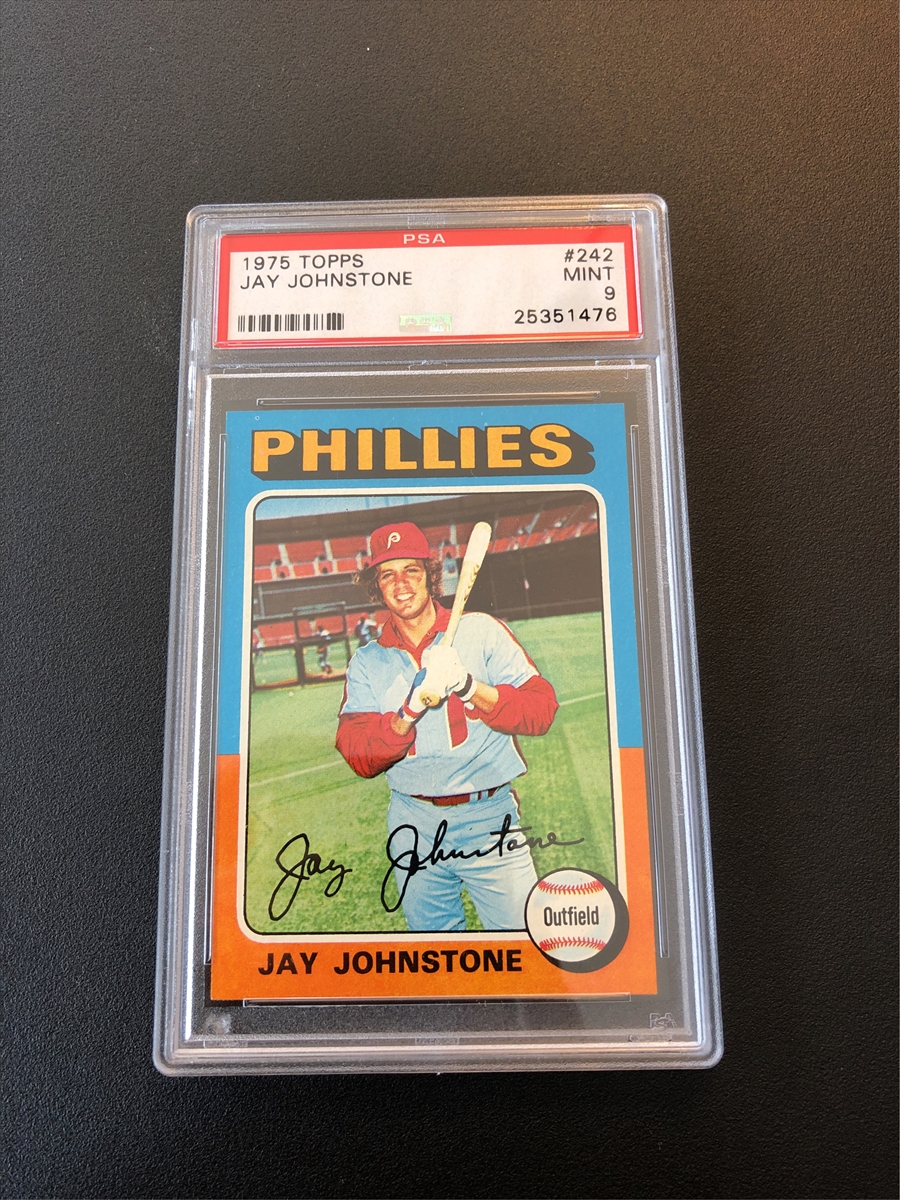 PSA
1975 TOPPS #242
JAY JOHNSTONE MINT
9
25351476
PHILLIES
P
Jay Johnstone
Outfield
JAY JOHNSTONE